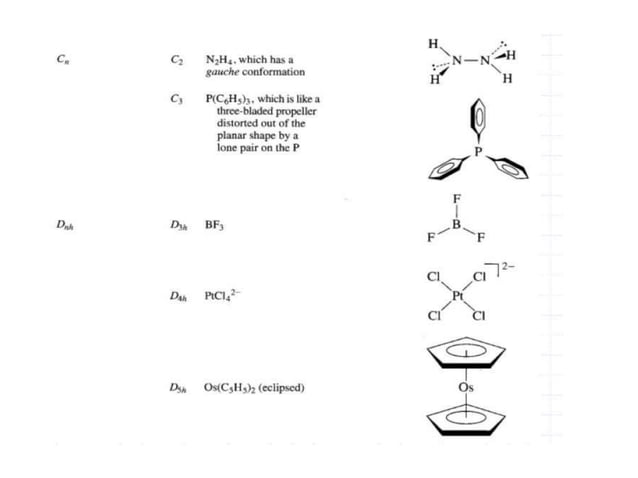 Cₙ C₂ N₂H₄, which has a
gauche conformation
H
N—N H
H H
C₃ P(C₆H₅)₃, which is like a
three-bladed propeller
distorted out of the
planar shape by a
lone pair on the P
P
Dₙₕ D₃ₕ BF₃
F
B
F F
D₄ₕ PtCl₄²⁻
Cl Cl 2−
Pt
Cl Cl
D₅ₕ Os(C₅H₅)₂ (eclipsed)
Os